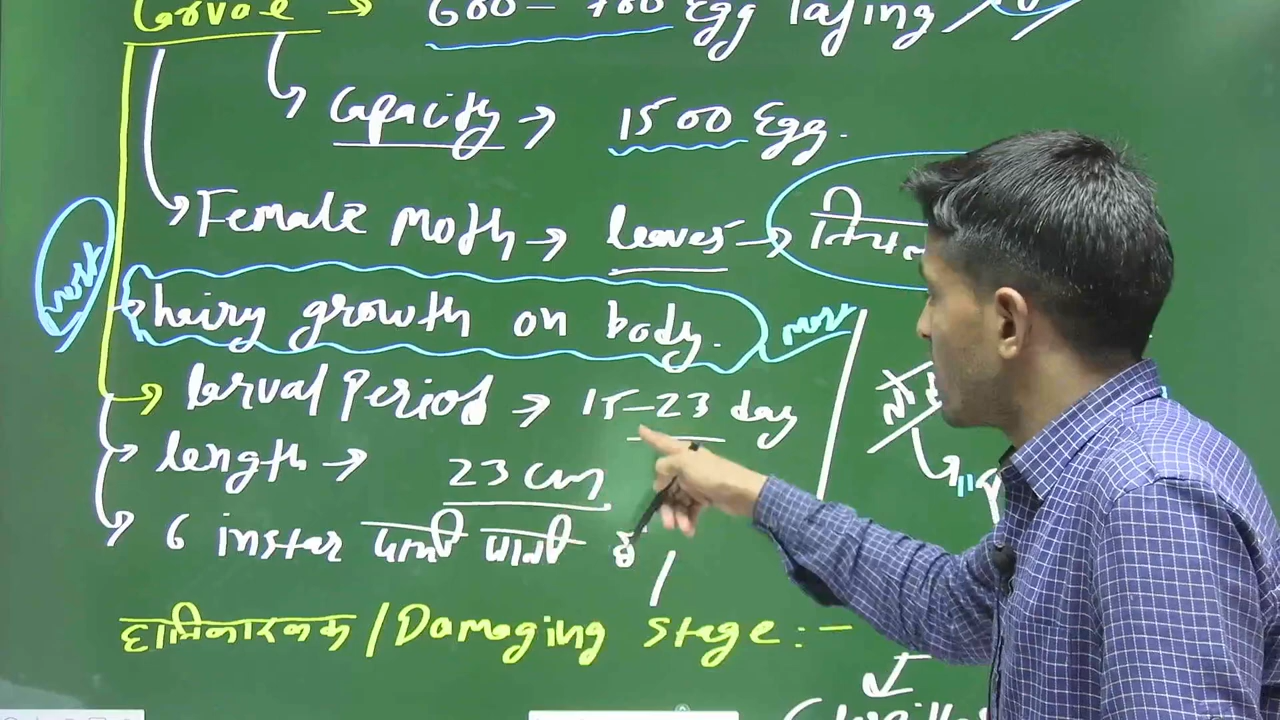 Larvae → 600-700 Egg laying
Capacity → 1500 Egg.
Female Moth → leaves →
hairy growth on body.
Larval Period → 15-23 day
length → 23 cm
6 instar पायी जाती है
हानिकारक / Damaging stage :-